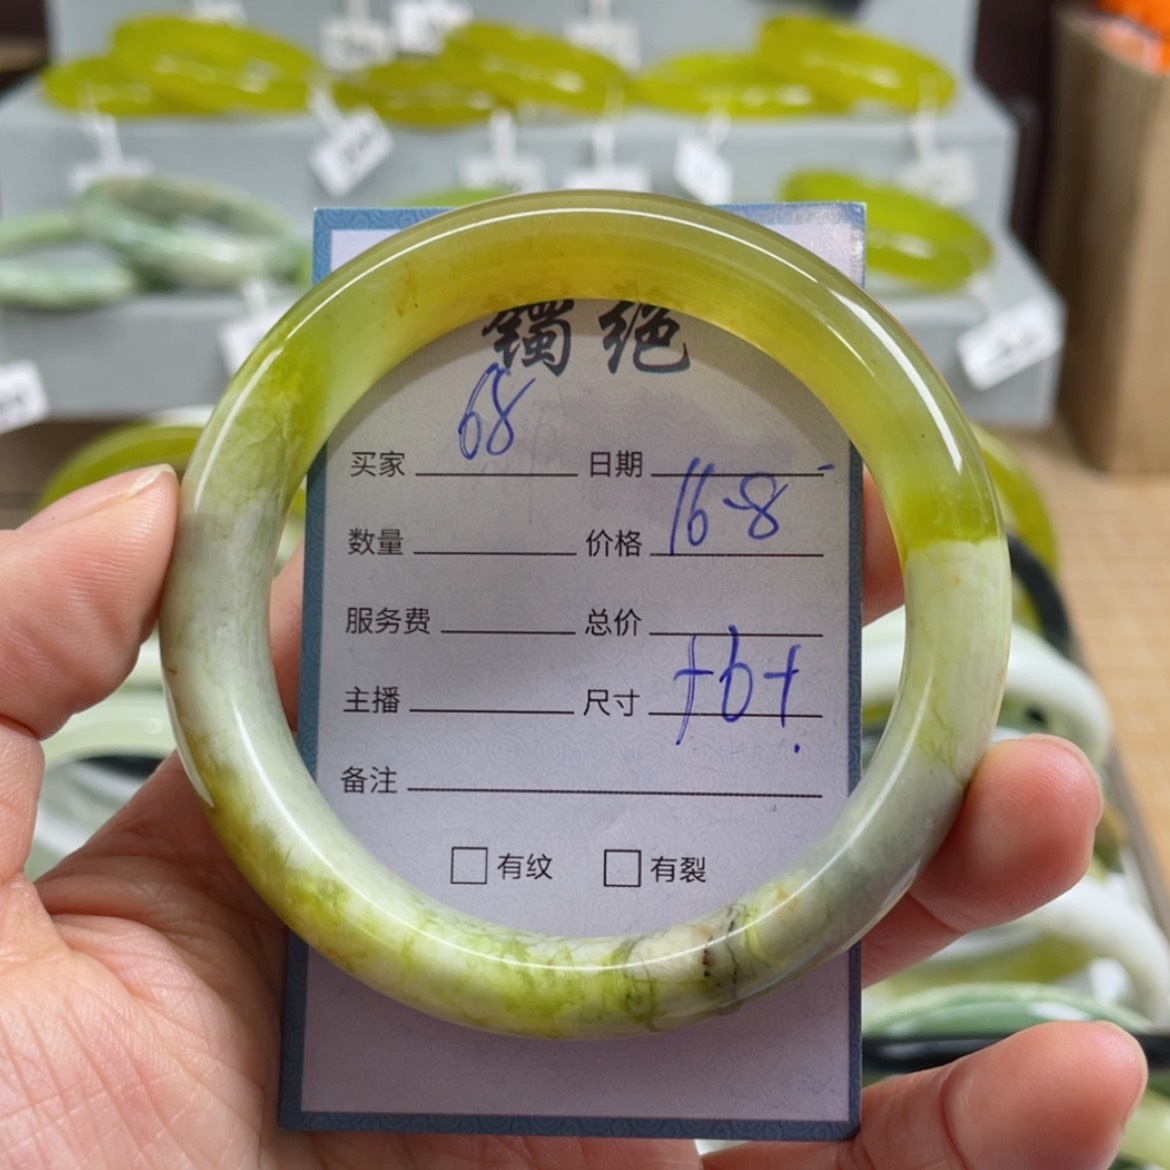 镯绝
68
买家 日期
16-8
数量 价格
服务费 总价
主播 尺寸
备注
有纹 有裂